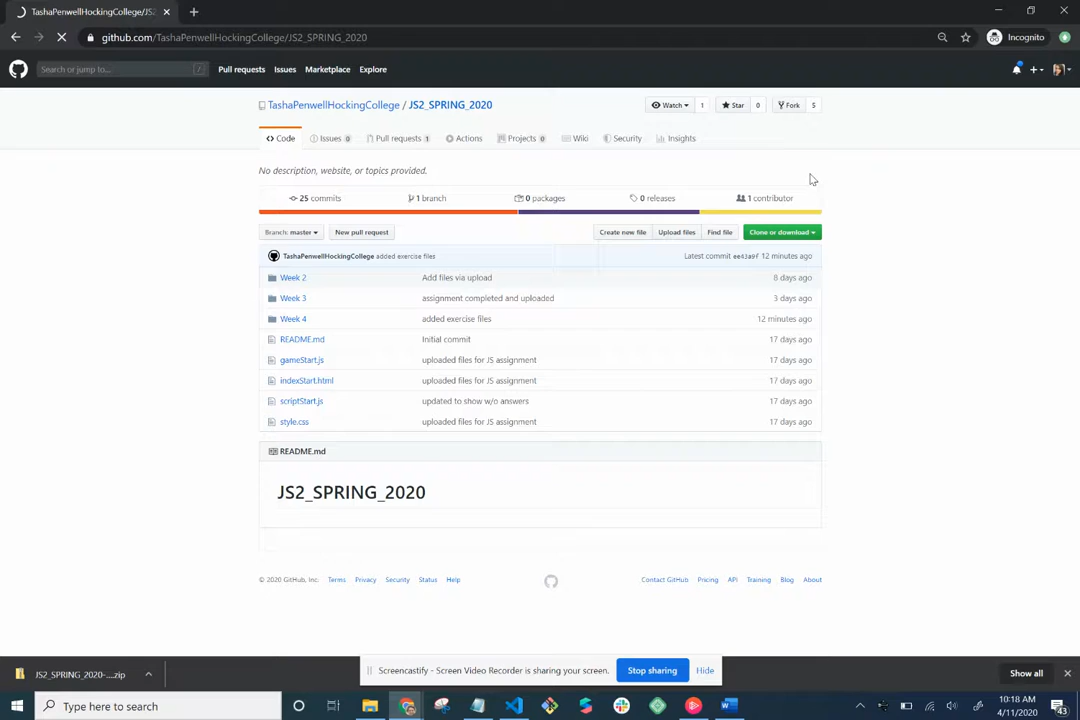 TashaPenwellHockingCollege/JS2_
github.com/TashaPenwellHockingCollege/JS2_SPRING_2020
Incognito
Search or jump to...
/
Pull requests
Issues
Marketplace
Explore
TashaPenwellHockingCollege / JS2_SPRING_2020
Watch 1
Star 0
Fork 5
Code
Issues 0
Pull requests 1
Actions
Projects 0
Wiki
Security
Insights
No description, website, or topics provided.
25 commits
1 branch
0 packages
0 releases
1 contributor
Branch: master
New pull request
Create new file
Upload files
Find file
Clone or download
TashaPenwellHockingCollege added exercise files
Latest commit ee43a9f 12 minutes ago
Week 2 Add files via upload 8 days ago
Week 3 assignment completed and uploaded 3 days ago
Week 4 added exercise files 12 minutes ago
README.md Initial commit 17 days ago
gameStart.js uploaded files for JS assignment 17 days ago
indexStart.html uploaded files for JS assignment 17 days ago
scriptStart.js updated to show w/o answers 17 days ago
style.css uploaded files for JS assignment 17 days ago
README.md
JS2_SPRING_2020
© 2020 GitHub, Inc. Terms Privacy Security Status Help
Contact GitHub Pricing API Training Blog About
JS2_SPRING_2020-....zip
Screencastify - Screen Video Recorder is sharing your screen.
Stop sharing
Hide
Show all
Type here to search
10:18 AM
4/11/2020
43